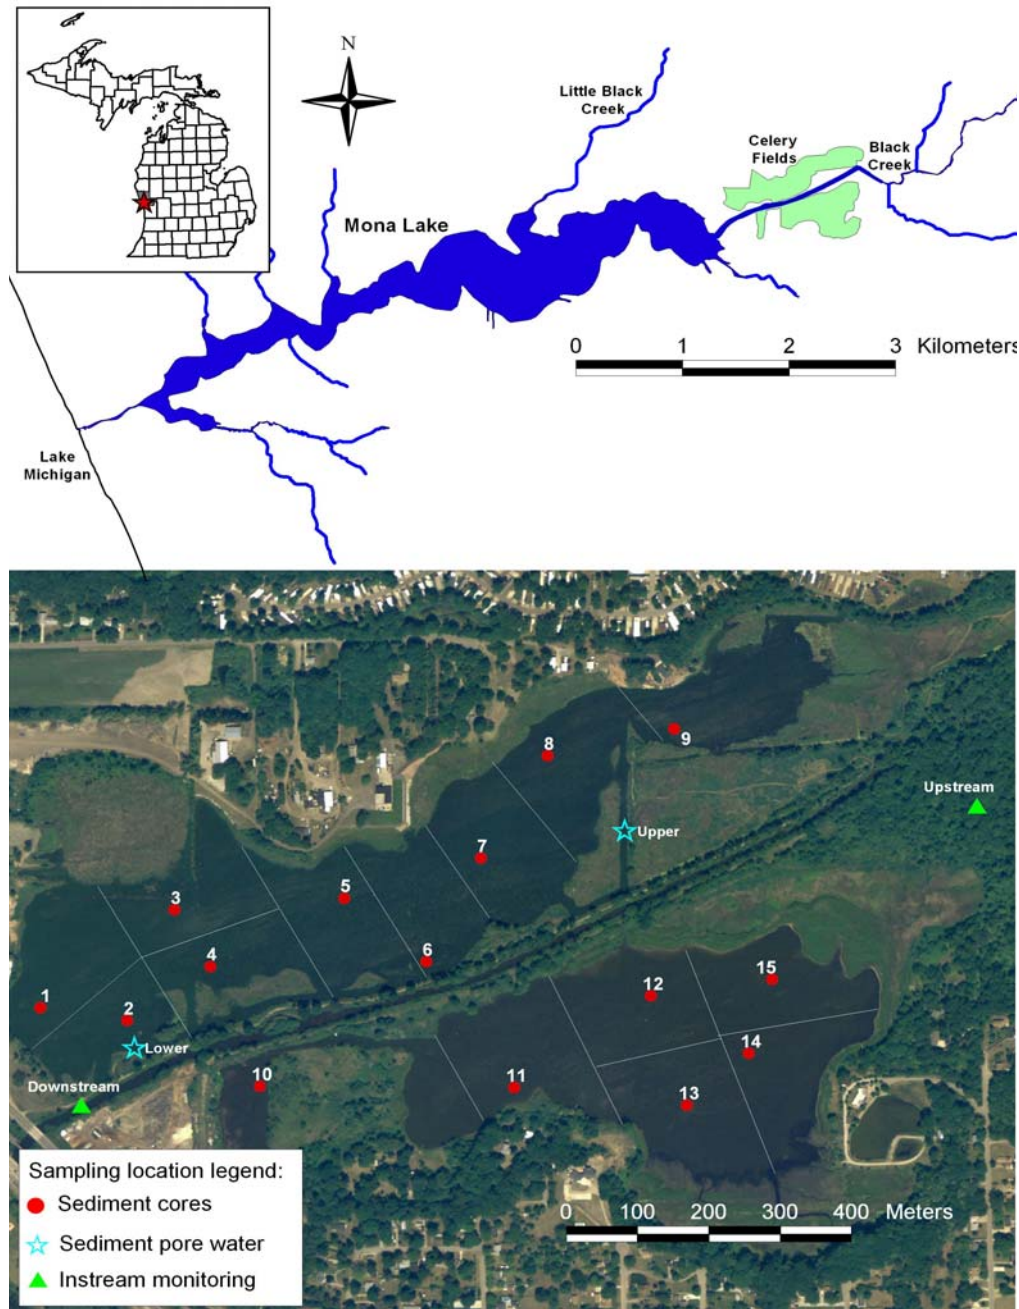 N
Little Black
Creek
Celery
Fields
Black
Creek
Mona Lake
0 1 2 3 Kilometers
Lake
Michigan
9
8
Upstream
Upper
7
5
3
6
4
15
12
1
2
14
Lower
Downstream
10
11
13
Sampling location legend:
Sediment cores
Sediment pore water
Instream monitoring
0 100 200 300 400 Meters